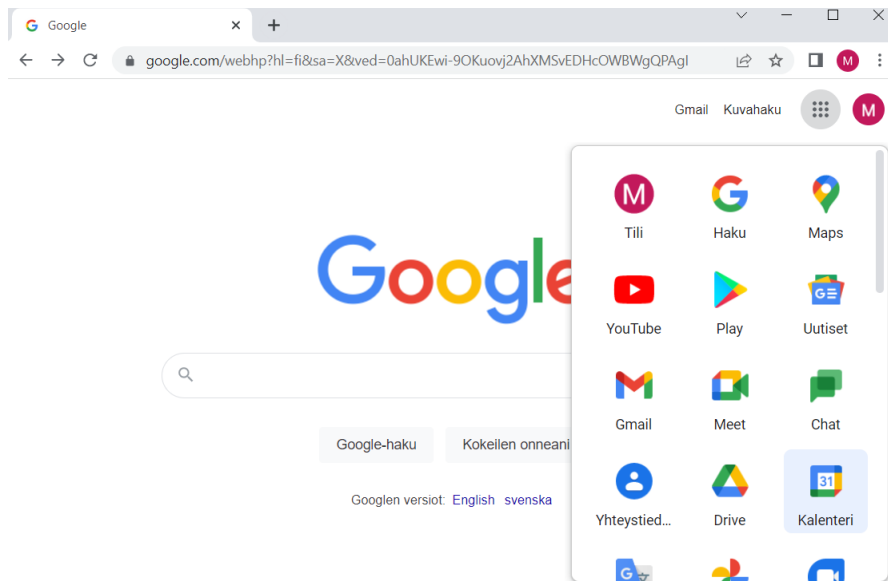 Google
google.com/webhp?hl=fi&sa=X&ved=0ahUKEwi-9OKuovj2AhXMSvEDHcOWBWgQPAgI
M
Gmail Kuvahaku M
M
Tili Haku Maps
Google
G
YouTube Play Uutiset
Gmail Meet Chat
Google-haku Kokeilen onneani
31
Googlen versiot: English svenska
Yhteystied... Drive Kalenteri
G